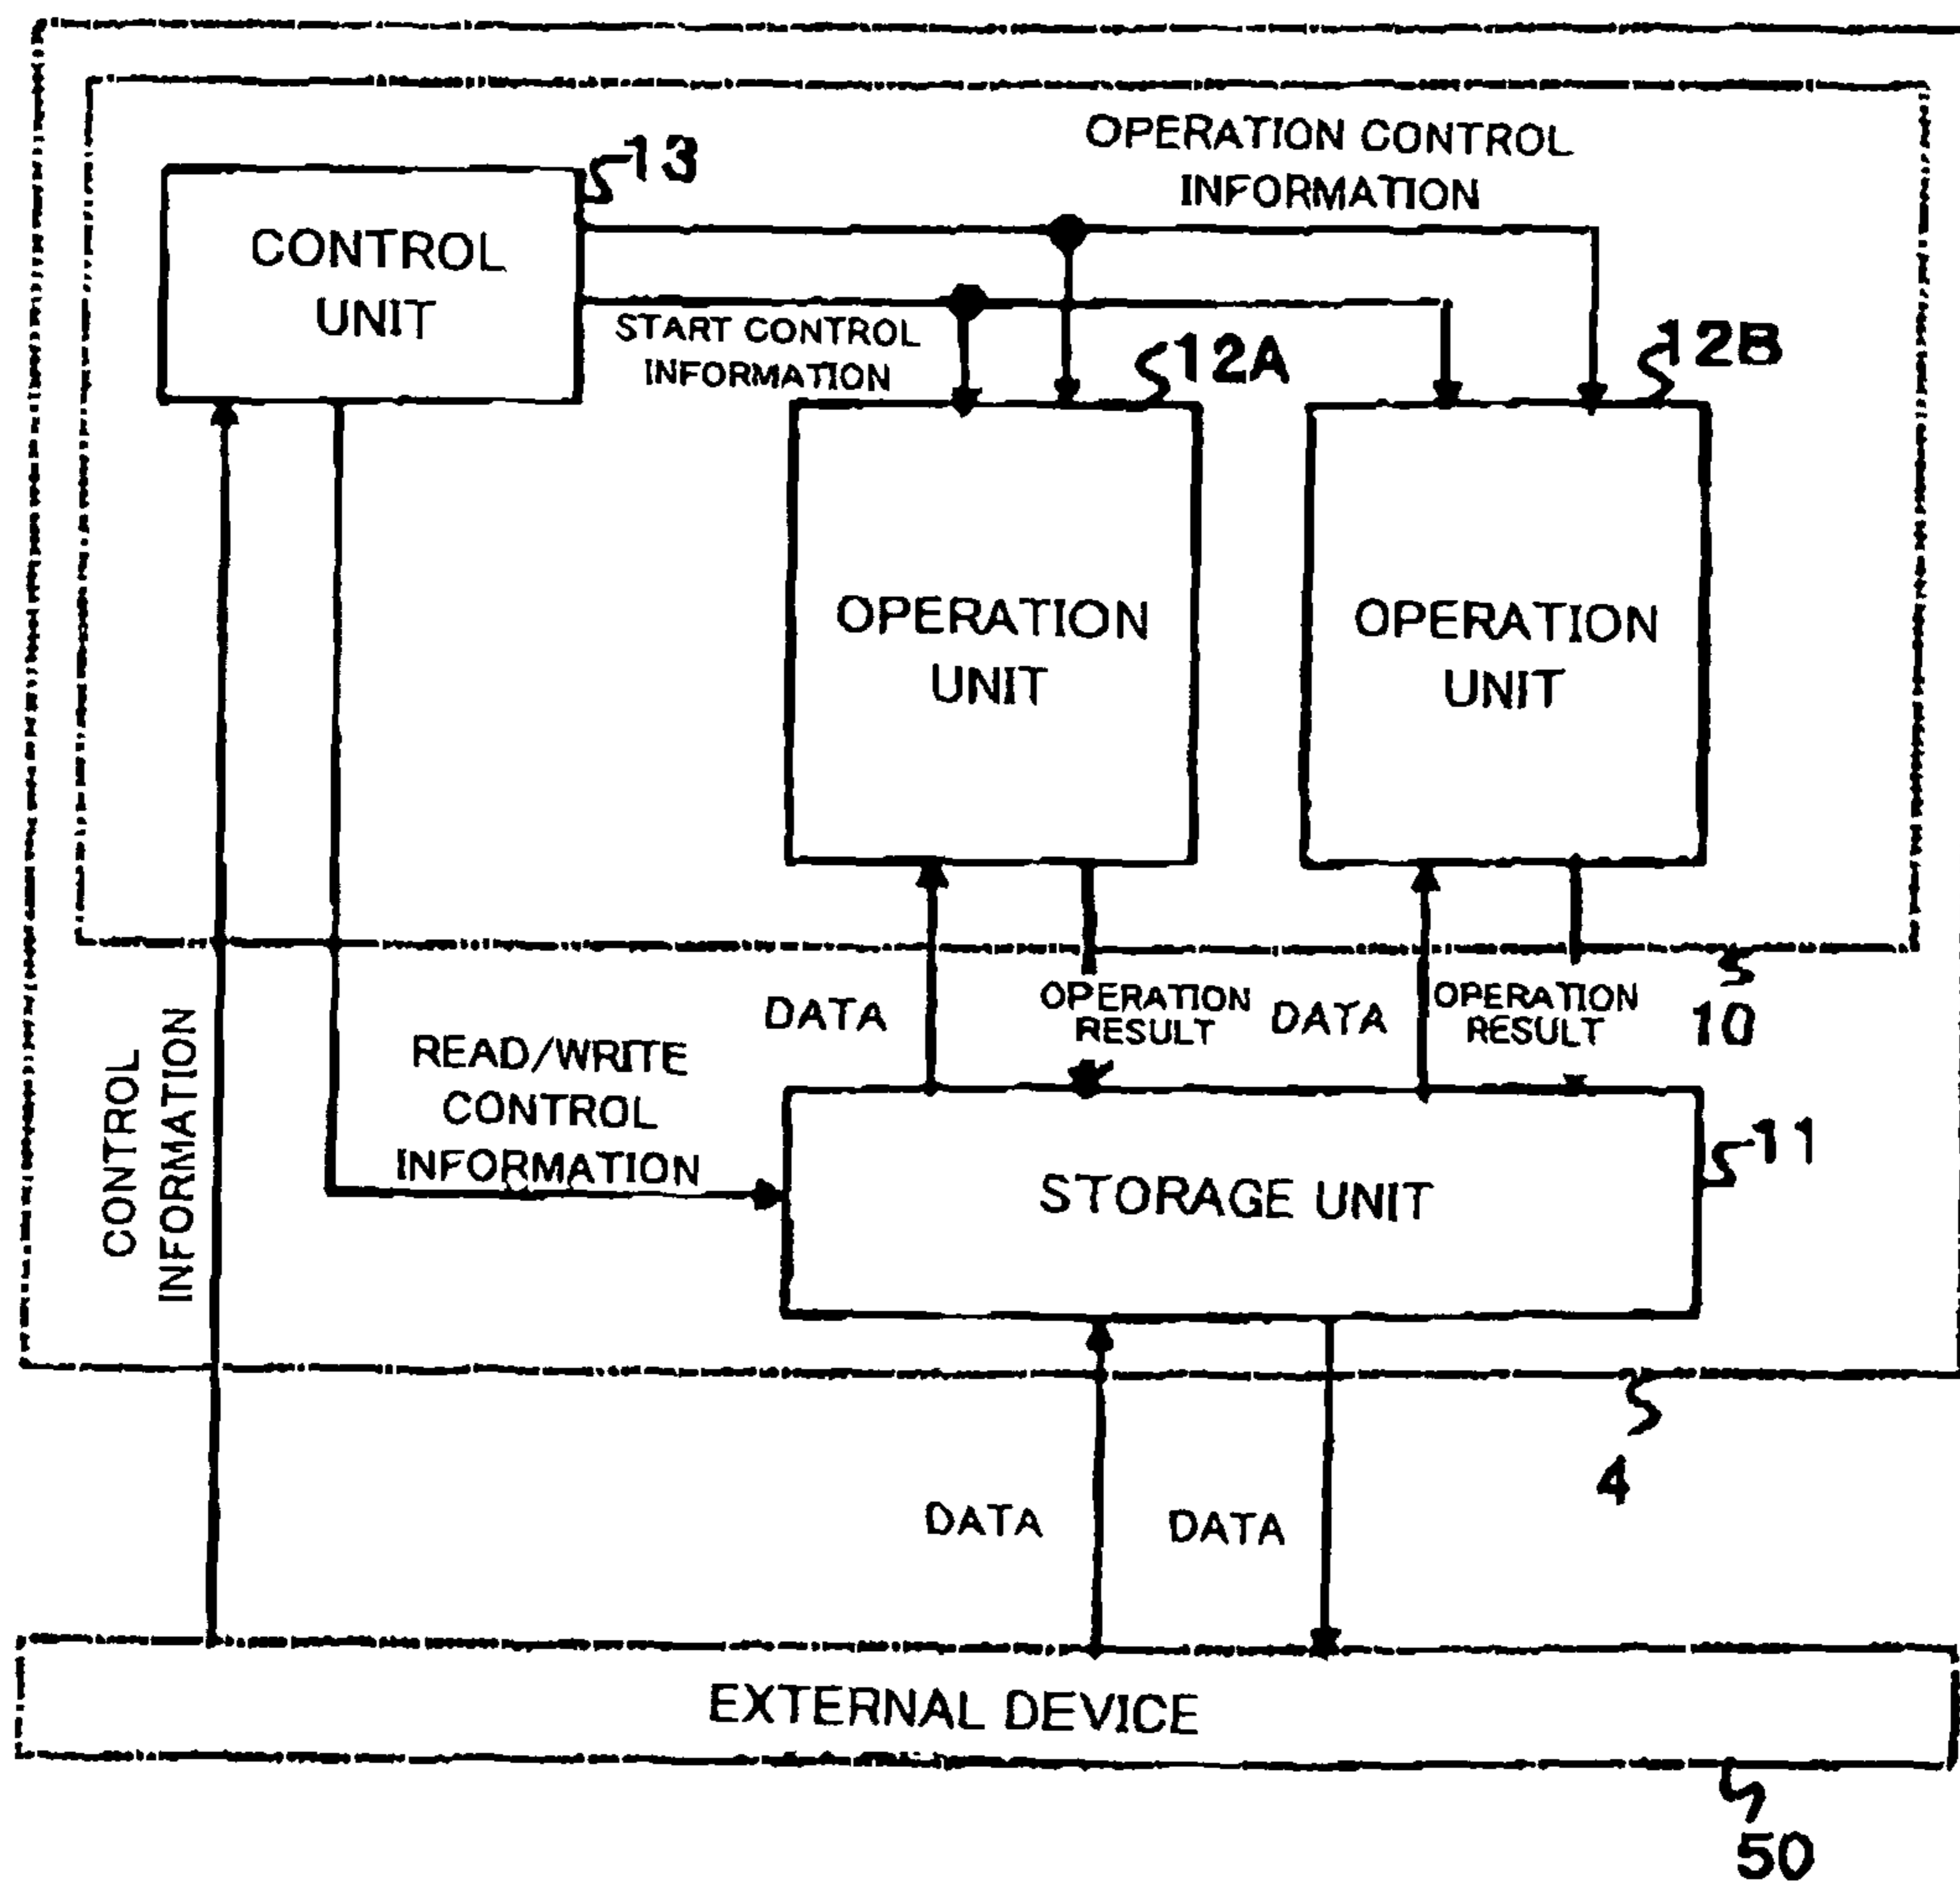 OPERATION CONTROL
INFORMATION
13
CONTROL
UNIT
START CONTROL
INFORMATION
12A
12B
OPERATION
UNIT
OPERATION
UNIT
DATA
OPERATION
RESULT
DATA
OPERATION
RESULT
10
READ/WRITE
CONTROL
INFORMATION
CONTROL
INFORMATION
11
STORAGE UNIT
4
DATA
DATA
EXTERNAL DEVICE
50